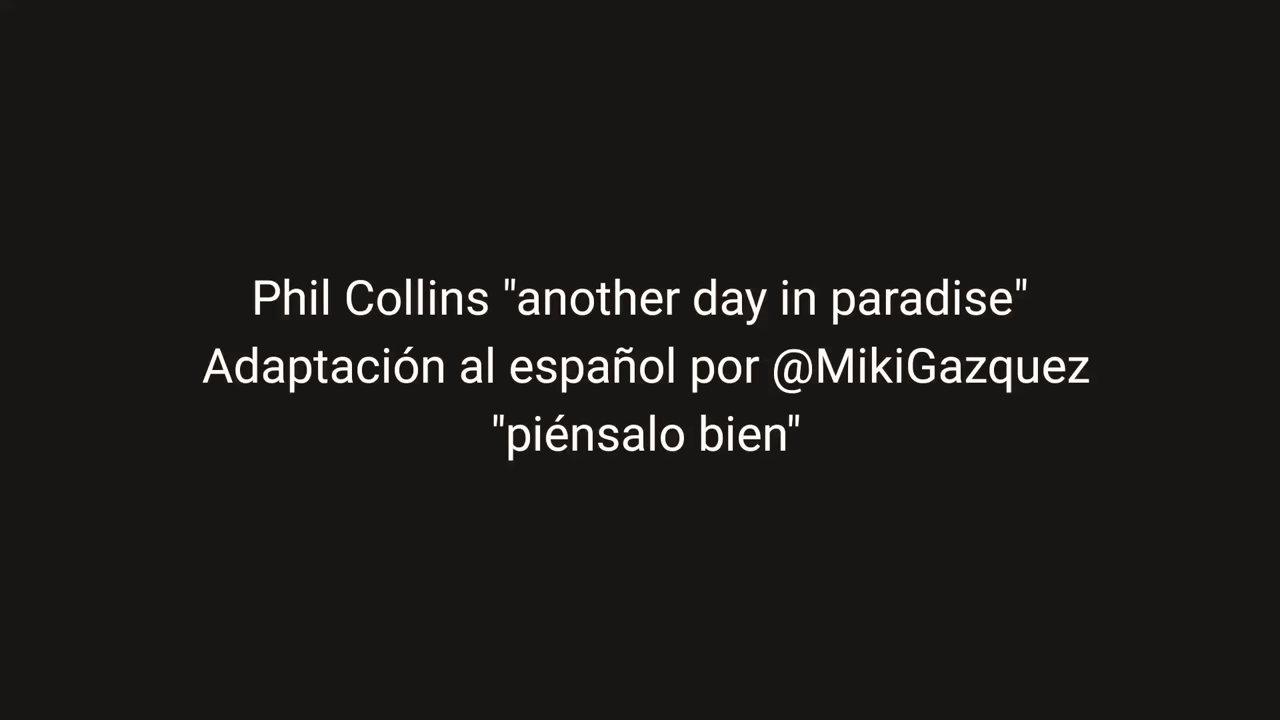 Phil Collins "another day in paradise"
Adaptación al español por @MikiGazquez
"piénsalo bien"